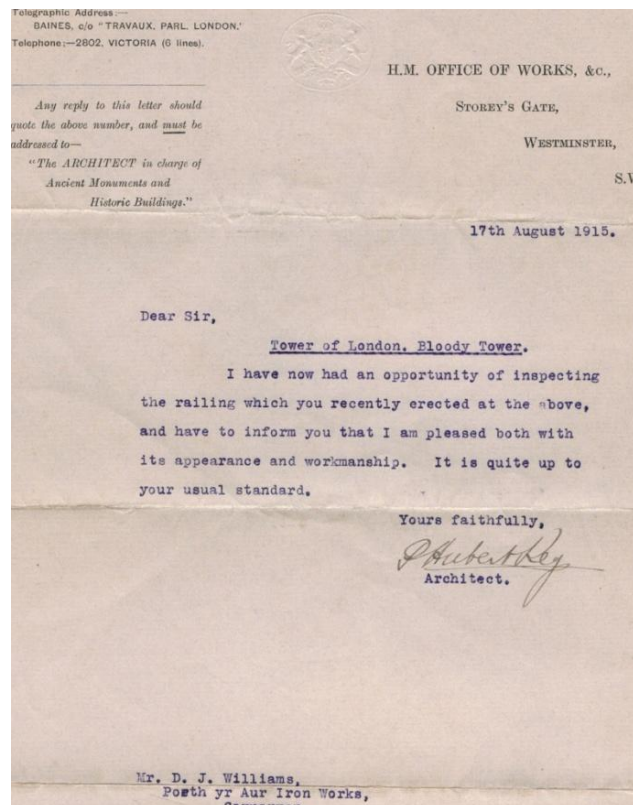 Telegraphic Address:—
BAINES, c/o "TRAVAUX, PARL. LONDON."
Telephone:—2802, VICTORIA (6 lines).
Any reply to this letter should
quote the above number, and must be
addressed to—
"The ARCHITECT in charge of
Ancient Monuments and
Historic Buildings."
H.M. OFFICE OF WORKS, &c.,
STOREY'S GATE,
WESTMINSTER,
S.W
17th August 1915.
Dear Sir,
Tower of London. Bloody Tower.
I have now had an opportunity of inspecting
the railing which you recently erected at the above,
and have to inform you that I am pleased both with
its appearance and workmanship. It is quite up to
your usual standard.
Yours faithfully,
Hubert
Architect.
Mr. D. J. Williams,
Porth yr Aur Iron Works,